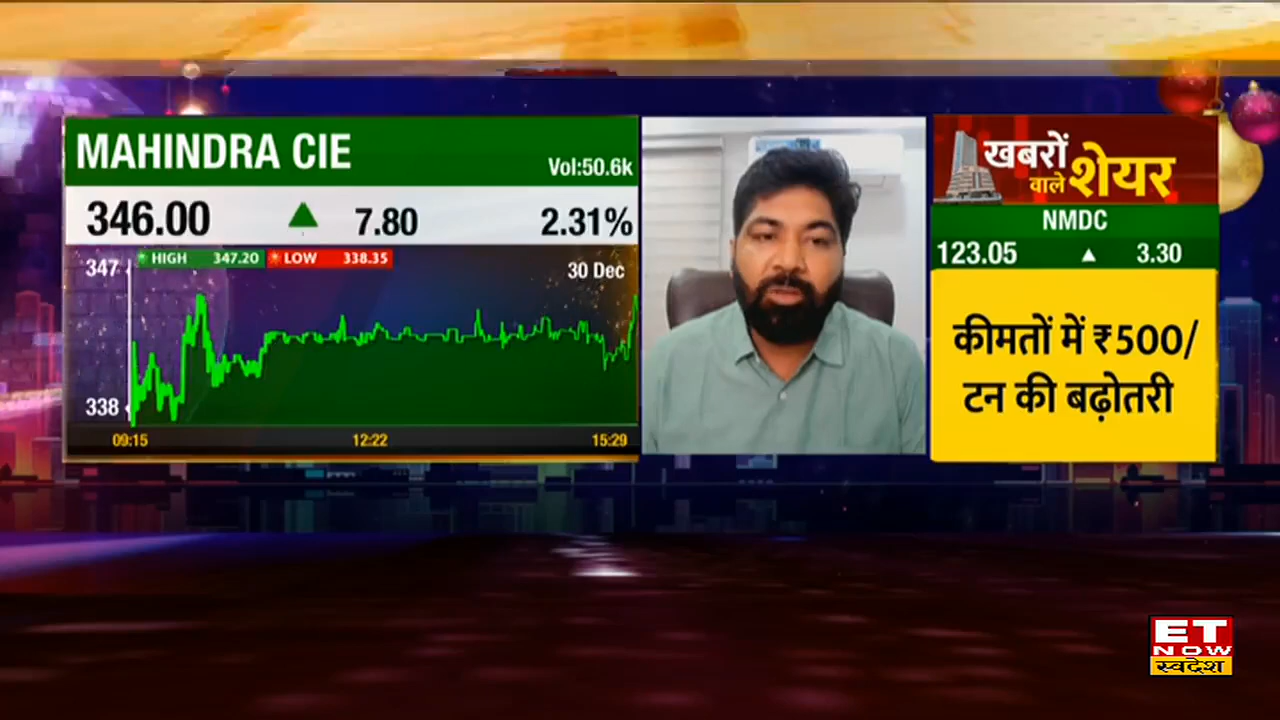 MAHINDRA CIE
Vol:50.6k
346.00 ▲ 7.80 2.31%
HIGH 347.20 LOW 338.35
30 Dec
347
338
09:15 12:22 15:29
खबरों
वाले शेयर
NMDC
123.05 ▲ 3.30
कीमतों में ₹500/
टन की बढ़ोतरी
ET
NOW
स्वदेश